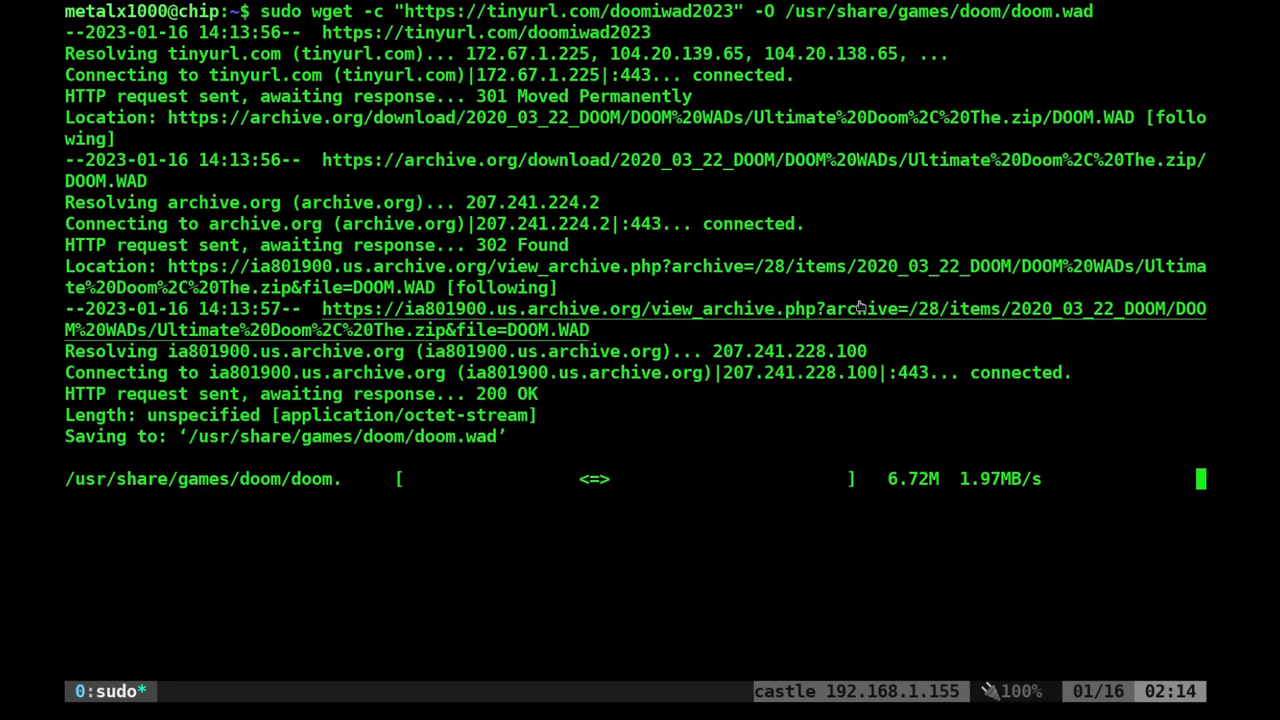 metalx1000@chip:~$ sudo wget -c "https://tinyurl.com/doomiwad2023" -O /usr/share/games/doom/doom.wad
--2023-01-16 14:13:56--  https://tinyurl.com/doomiwad2023
Resolving tinyurl.com (tinyurl.com)... 172.67.1.225, 104.20.139.65, 104.20.138.65, ...
Connecting to tinyurl.com (tinyurl.com)|172.67.1.225|:443... connected.
HTTP request sent, awaiting response... 301 Moved Permanently
Location: https://archive.org/download/2020_03_22_DOOM/DOOM%20WADs/Ultimate%20Doom%2C%20The.zip/DOOM.WAD [follo
wing]
--2023-01-16 14:13:56--  https://archive.org/download/2020_03_22_DOOM/DOOM%20WADs/Ultimate%20Doom%2C%20The.zip/
DOOM.WAD
Resolving archive.org (archive.org)... 207.241.224.2
Connecting to archive.org (archive.org)|207.241.224.2|:443... connected.
HTTP request sent, awaiting response... 302 Found
Location: https://ia801900.us.archive.org/view_archive.php?archive=/28/items/2020_03_22_DOOM/DOOM%20WADs/Ultima
te%20Doom%2C%20The.zip&file=DOOM.WAD [following]
--2023-01-16 14:13:57--  https://ia801900.us.archive.org/view_archive.php?archive=/28/items/2020_03_22_DOOM/DOO
M%20WADs/Ultimate%20Doom%2C%20The.zip&file=DOOM.WAD
Resolving ia801900.us.archive.org (ia801900.us.archive.org)... 207.241.228.100
Connecting to ia801900.us.archive.org (ia801900.us.archive.org)|207.241.228.100|:443... connected.
HTTP request sent, awaiting response... 200 OK
Length: unspecified [application/octet-stream]
Saving to: ‘/usr/share/games/doom/doom.wad’
/usr/share/games/doom/doom.     [                 <=>                       ]   6.72M  1.97MB/s
0:sudo* castle 192.168.1.155 🔌100% 01/16 02:14